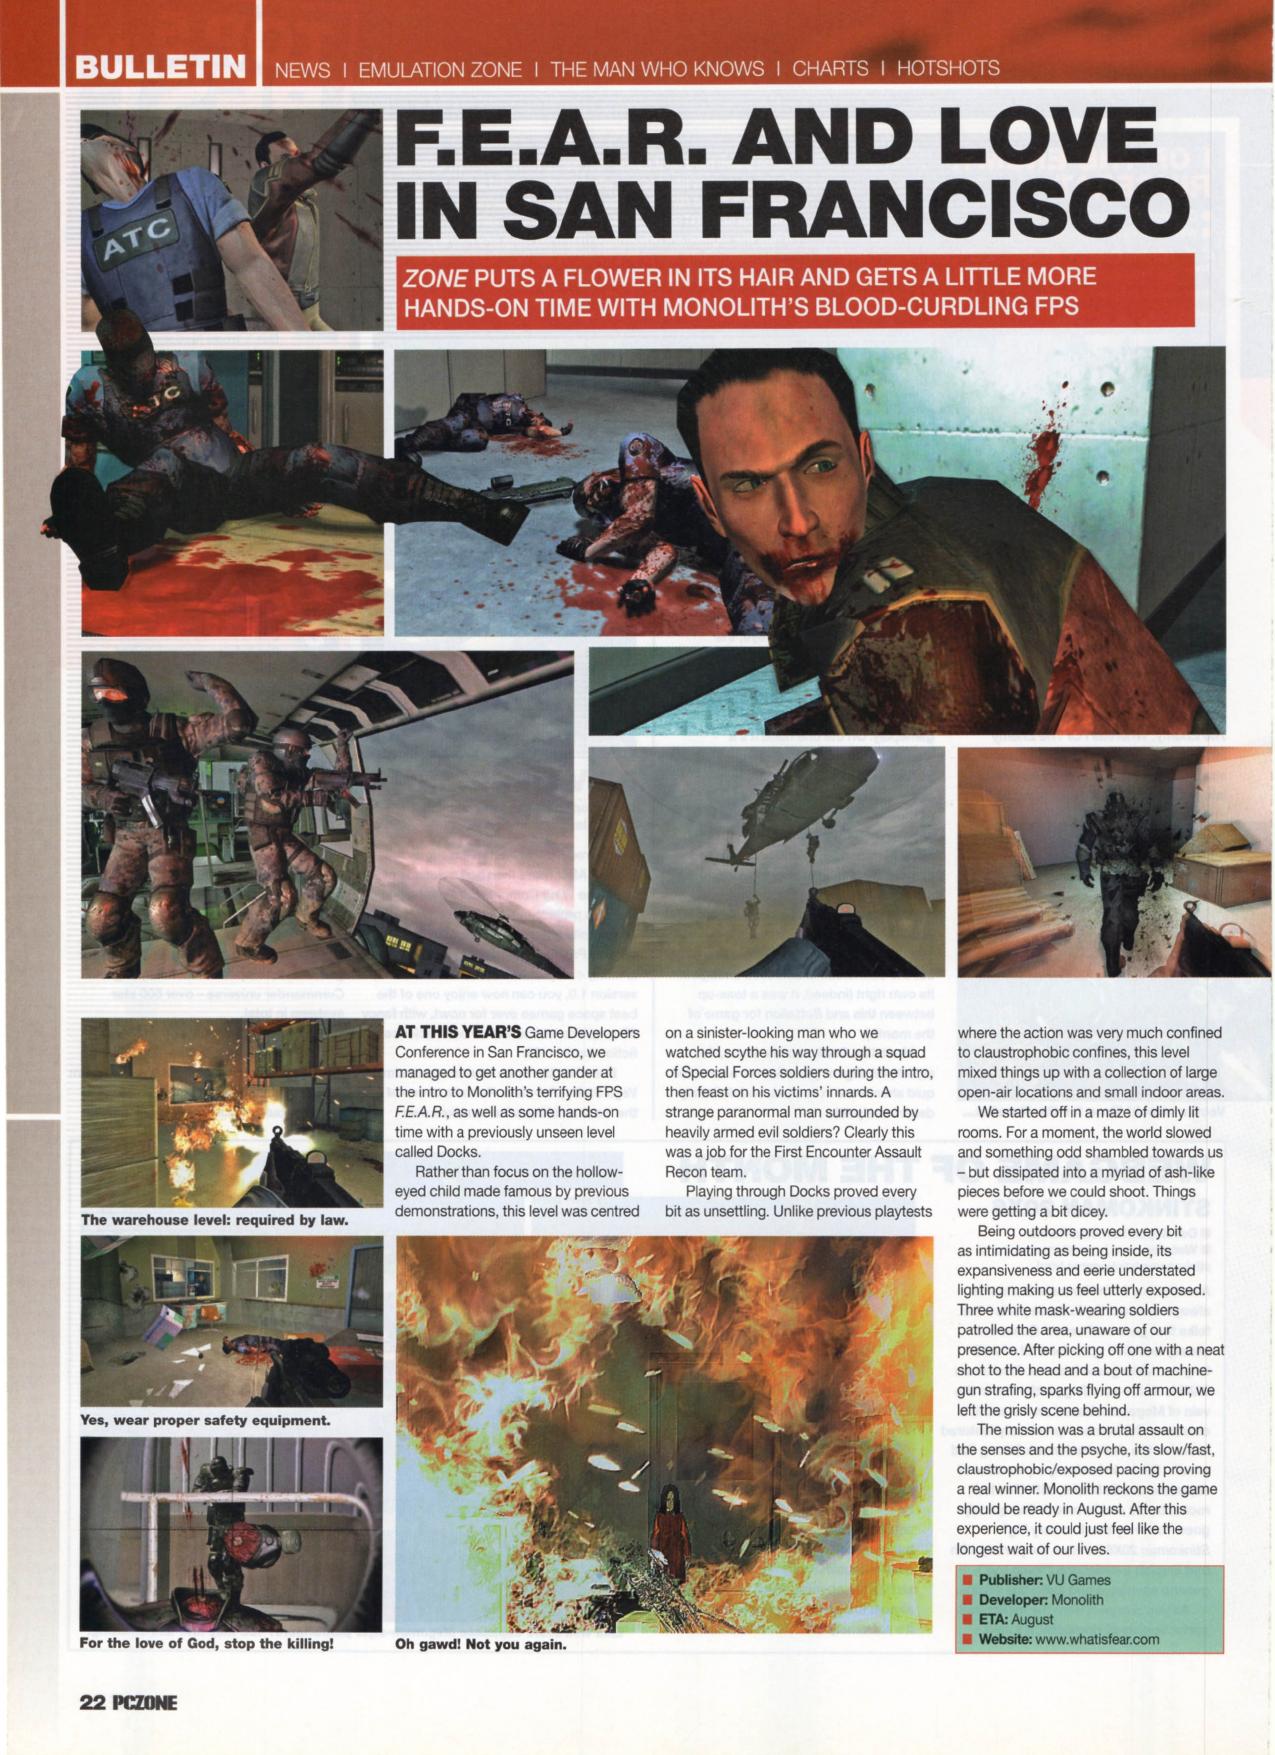 BULLETIN
NEWS | EMULATION ZONE | THE MAN WHO KNOWS | CHARTS | HOTSHOTS
F.E.A.R. AND LOVE
IN SAN FRANCISCO
ZONE PUTS A FLOWER IN ITS HAIR AND GETS A LITTLE MORE
HANDS-ON TIME WITH MONOLITH'S BLOOD-CURDLING FPS
ATC
The warehouse level: required by law.
Yes, wear proper safety equipment.
For the love of God, stop the killing!
AT THIS YEAR'S Game Developers
Conference in San Francisco, we
managed to get another gander at
the intro to Monolith's terrifying FPS
F.E.A.R., as well as some hands-on
time with a previously unseen level
called Docks.
Rather than focus on the hollow-
eyed child made famous by previous
demonstrations, this level was centred
on a sinister-looking man who we
watched scythe his way through a squad
of Special Forces soldiers during the intro,
then feast on his victims' innards. A
strange paranormal man surrounded by
heavily armed evil soldiers? Clearly this
was a job for the First Encounter Assault
Recon team.
Playing through Docks proved every
bit as unsettling. Unlike previous playtests
where the action was very much confined
to claustrophobic confines, this level
mixed things up with a collection of large
open-air locations and small indoor areas.
We started off in a maze of dimly lit
rooms. For a moment, the world slowed
and something odd shambled towards us
– but dissipated into a myriad of ash-like
pieces before we could shoot. Things
were getting a bit dicey.
Being outdoors proved every bit
as intimidating as being inside, its
expansiveness and eerie understated
lighting making us feel utterly exposed.
Three white mask-wearing soldiers
patrolled the area, unaware of our
presence. After picking off one with a neat
shot to the head and a bout of machine-
gun strafing, sparks flying off armour, we
left the grisly scene behind.
The mission was a brutal assault on
the senses and the psyche, its slow/fast,
claustrophobic/exposed pacing proving
a real winner. Monolith reckons the game
should be ready in August. After this
experience, it could just feel like the
longest wait of our lives.
Oh gawd! Not you again.
Publisher: VU Games
Developer: Monolith
ETA: August
Website: www.whatisfear.com
22 PCZONE